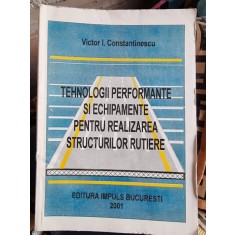 Victor I. Constantinescu
TEHNOLOGII PERFORMANTE
SI ECHIPAMENTE
PENTRU REALIZAREA
STRUCTURILOR RUTIERE
EDITURA IMPULS BUCURESTI
2001